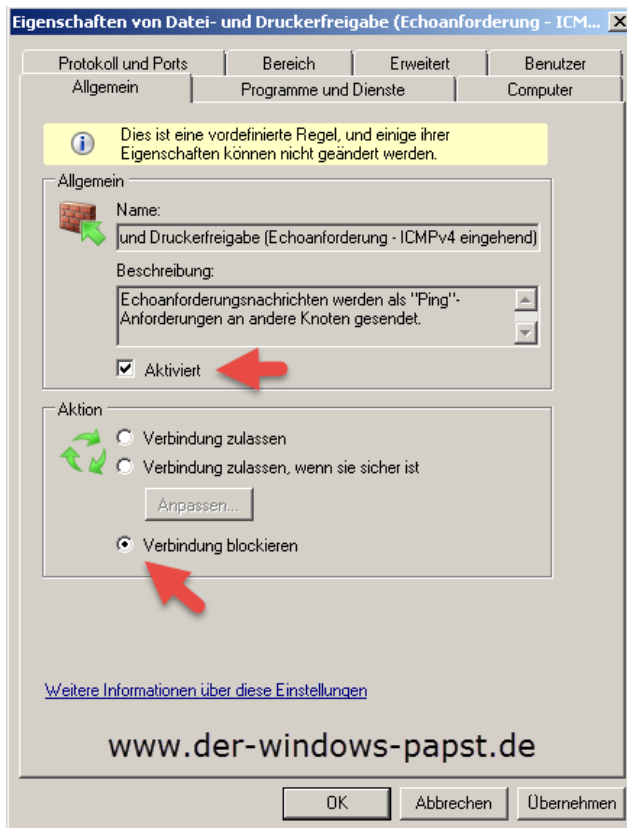 Eigenschaften von Datei- und Druckerfreigabe (Echoanforderung - ICM...
Protokoll und Ports
Bereich
Erweitert
Benutzer
Allgemein
Programme und Dienste
Computer
Dies ist eine vordefinierte Regel, und einige ihrer
Eigenschaften können nicht geändert werden.
Allgemein
Name:
und Druckerfreigabe (Echoanforderung - ICMPv4 eingehend)
Beschreibung:
Echoanforderungsnachrichten werden als "Ping"-
Anforderungen an andere Knoten gesendet.
Aktiviert
Aktion
Verbindung zulassen
Verbindung zulassen, wenn sie sicher ist
Anpassen...
Verbindung blockieren
Weitere Informationen über diese Einstellungen
www.der-windows-papst.de
OK
Abbrechen
Übernehmen